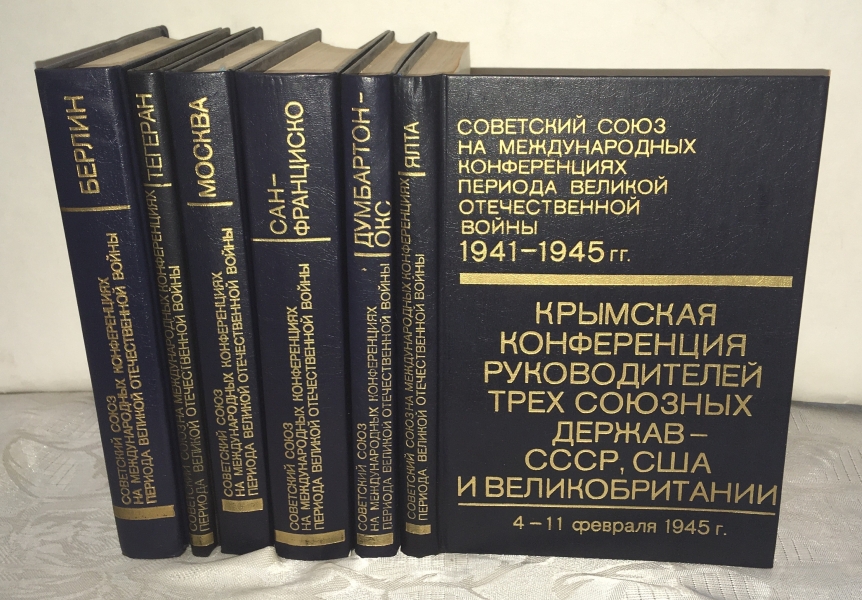 БЕРЛИН
СОВЕТСКИЙ СОЮЗ
НА МЕЖДУНАРОДНЫХ КОНФЕРЕНЦИЯХ
ПЕРИОДА ВЕЛИКОЙ ОТЕЧЕСТВЕННОЙ ВОЙНЫ
ТЕГЕРАН
СОВЕТСКИЙ СОЮЗ НА МЕЖДУНАРОДНЫХ КОНФЕРЕНЦИЯХ
ПЕРИОДА ВЕЛИКОЙ ОТЕЧЕСТВЕННОЙ ВОЙНЫ
МОСКВА
СОВЕТСКИЙ СОЮЗ
НА МЕЖДУНАРОДНЫХ КОНФЕРЕНЦИЯХ
ПЕРИОДА ВЕЛИКОЙ ОТЕЧЕСТВЕННОЙ ВОЙНЫ
САН-
ФРАНЦИСКО
СОВЕТСКИЙ СОЮЗ
НА МЕЖДУНАРОДНЫХ КОНФЕРЕНЦИЯХ
ПЕРИОДА ВЕЛИКОЙ ОТЕЧЕСТВЕННОЙ ВОЙНЫ
ДУМБАРТОН-
ОКС
СОВЕТСКИЙ СОЮЗ
НА МЕЖДУНАРОДНЫХ КОНФЕРЕНЦИЯХ
ПЕРИОДА ВЕЛИКОЙ ОТЕЧЕСТВЕННОЙ ВОЙНЫ
ЯЛТА
СОВЕТСКИЙ СОЮЗ НА МЕЖДУНАРОДНЫХ КОНФЕРЕНЦИЯХ
ПЕРИОДА ВЕЛИКОЙ ОТЕЧЕСТВЕННОЙ ВОЙНЫ
СОВЕТСКИЙ СОЮЗ
НА МЕЖДУНАРОДНЫХ
КОНФЕРЕНЦИЯХ
ПЕРИОДА ВЕЛИКОЙ
ОТЕЧЕСТВЕННОЙ
ВОЙНЫ
1941–1945 гг.
КРЫМСКАЯ
КОНФЕРЕНЦИЯ
РУКОВОДИТЕЛЕЙ
ТРЕХ СОЮЗНЫХ
ДЕРЖАВ –
СССР, США
И ВЕЛИКОБРИТАНИИ
4–11 февраля 1945 г.